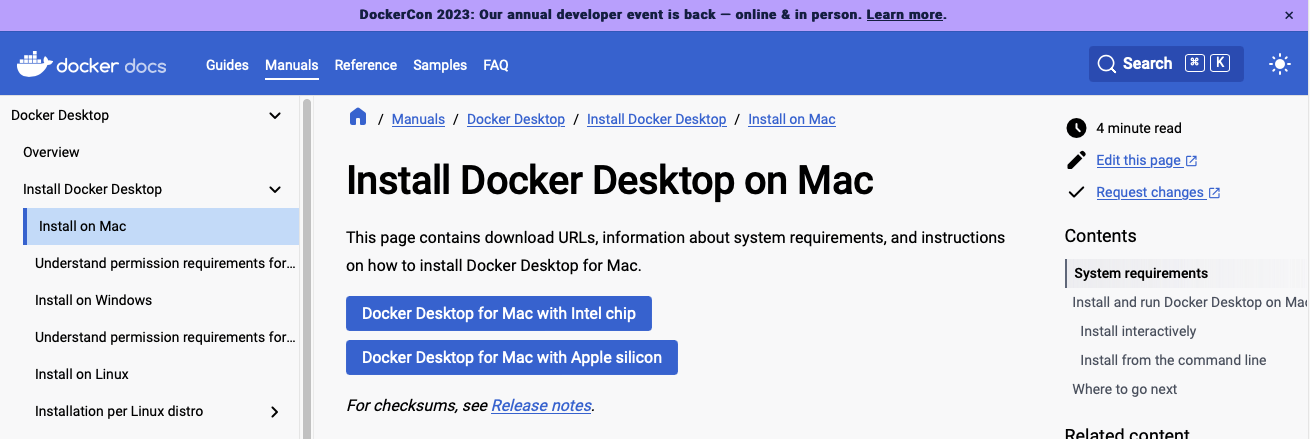 DockerCon 2023: Our annual developer event is back — online & in person. Learn more. ×
docker docs Guides Manuals Reference Samples FAQ Search ⌘ K
Docker Desktop
Overview
Install Docker Desktop
Install on Mac
Understand permission requirements for...
Install on Windows
Understand permission requirements for...
Install on Linux
Installation per Linux distro
/ Manuals / Docker Desktop / Install Docker Desktop / Install on Mac
Install Docker Desktop on Mac
This page contains download URLs, information about system requirements, and instructions
on how to install Docker Desktop for Mac.
Docker Desktop for Mac with Intel chip
Docker Desktop for Mac with Apple silicon
For checksums, see Release notes.
4 minute read
Edit this page
Request changes
Contents
System requirements
Install and run Docker Desktop on Mac
Install interactively
Install from the command line
Where to go next
Related content